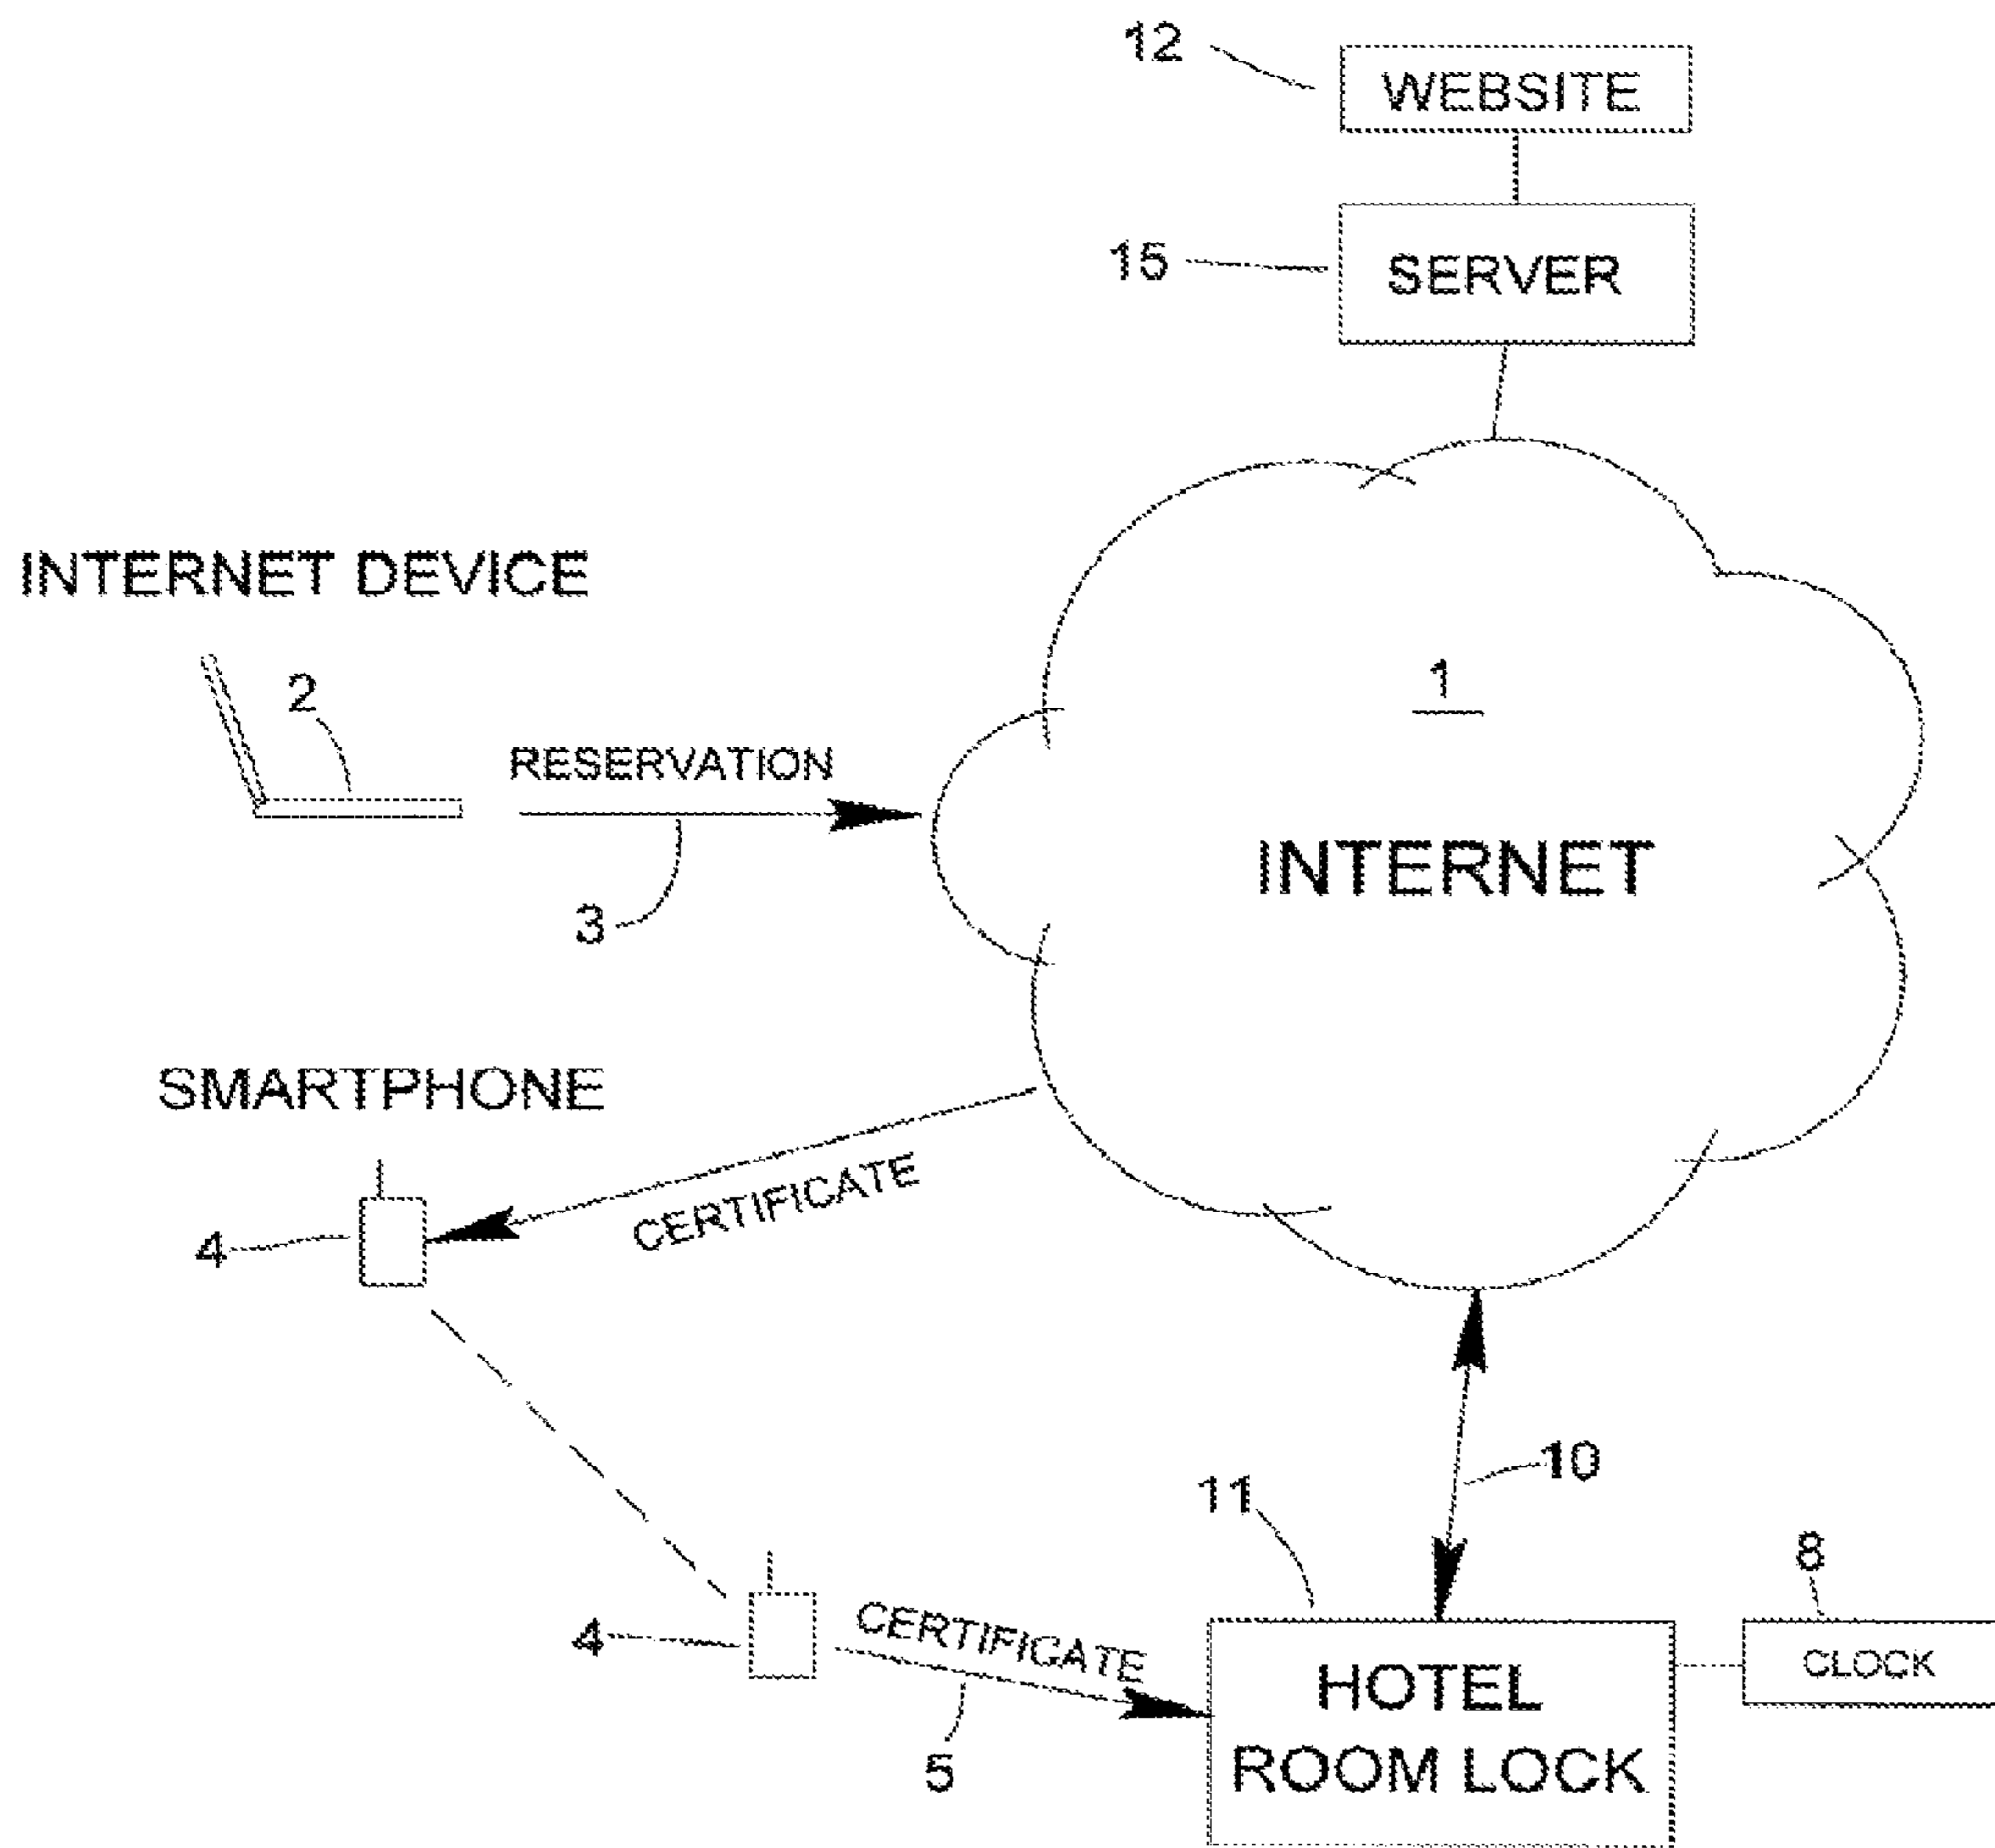 12
WEBSITE
15
SERVER
INTERNET DEVICE
2
RESERVATION
3
1
INTERNET
SMARTPHONE
4
CERTIFICATE
10
11
8
4
CERTIFICATE
5
HOTEL
ROOM LOCK
CLOCK